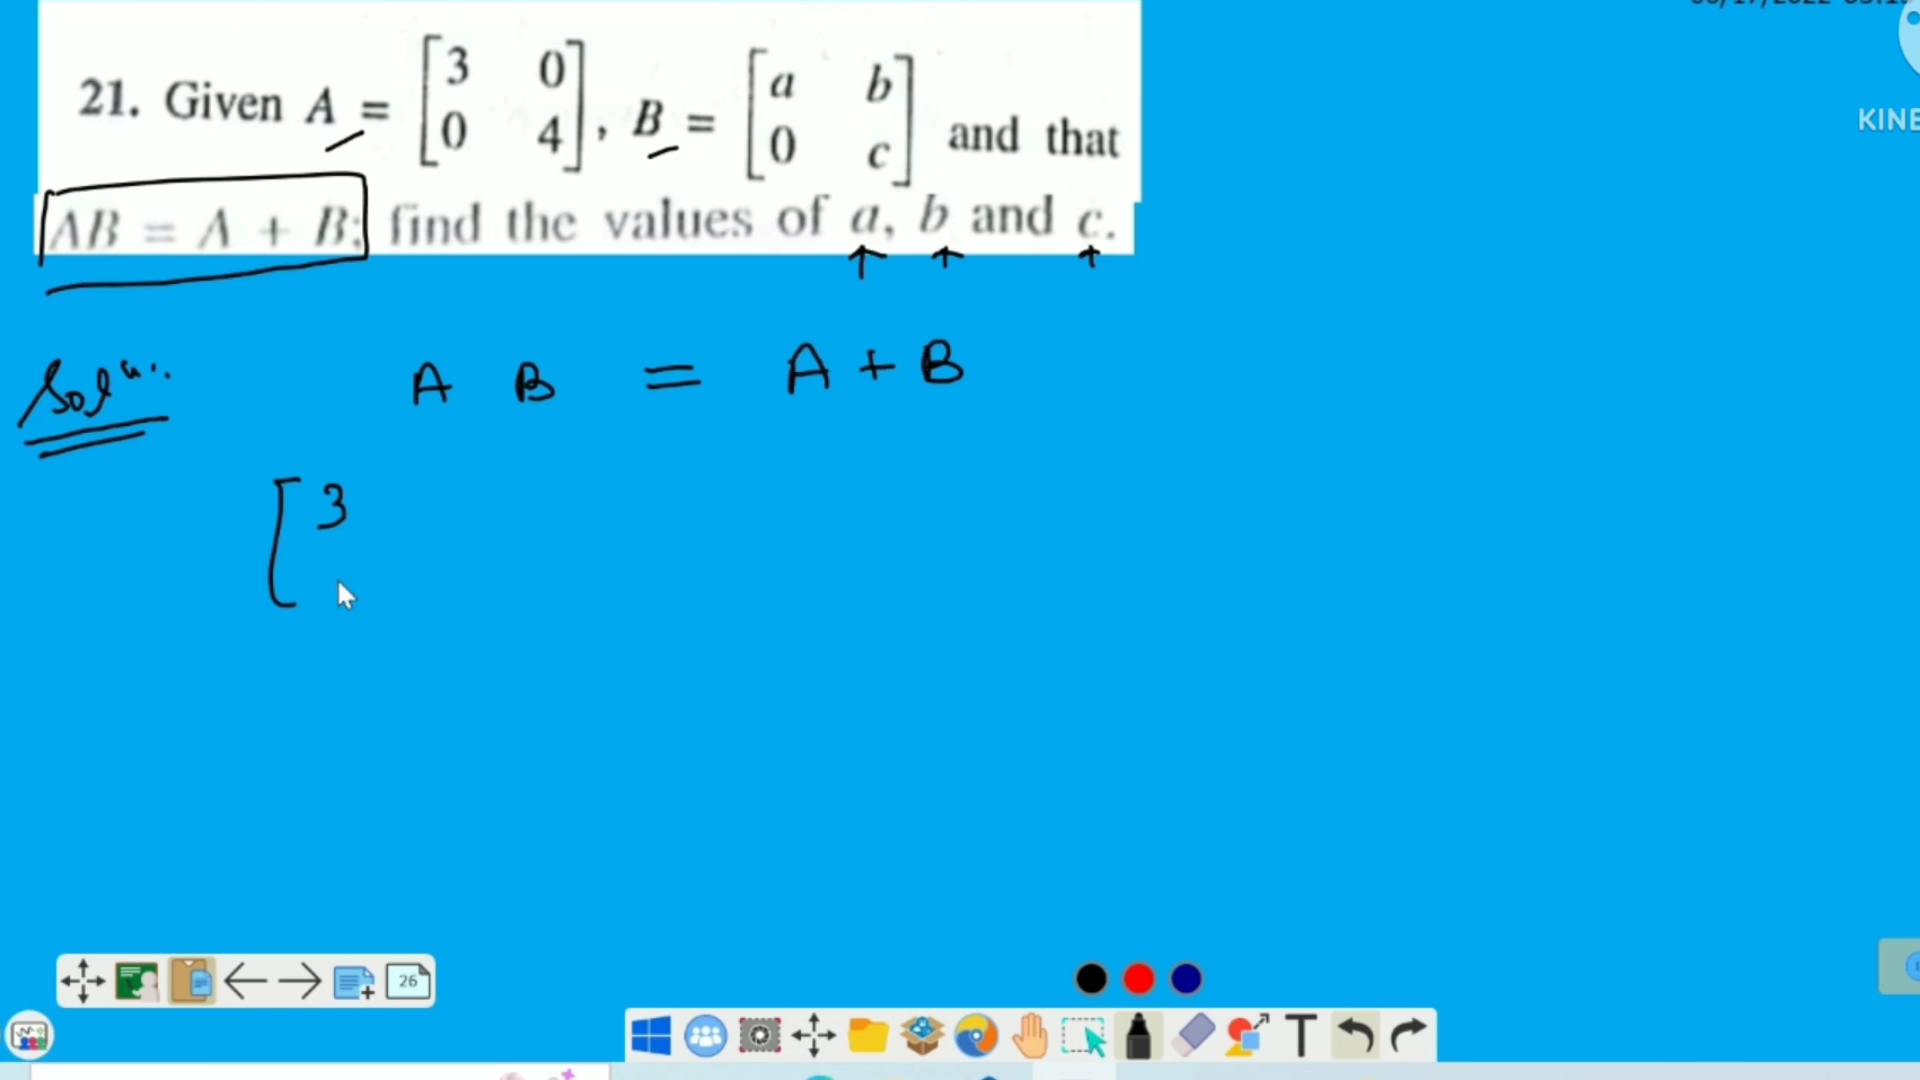 21. Given A = [3 0 0 4], B = [a b 0 c] and that
AB = A + B; find the values of a, b and c.
Solⁿ:.
A B = A + B
[3
KINE
26
T